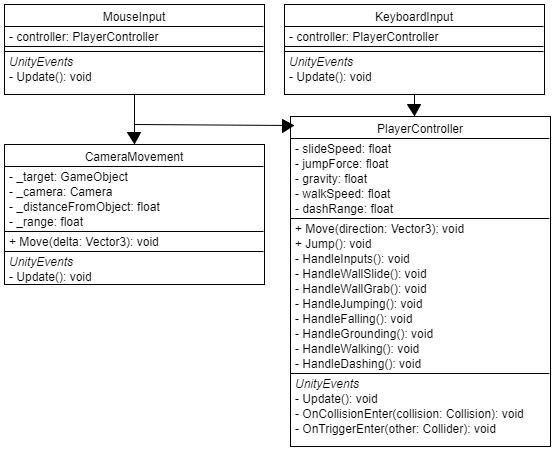 MouseInput
- controller: PlayerController
UnityEvents
- Update(): void
KeyboardInput
- controller: PlayerController
UnityEvents
- Update(): void
CameraMovement
- _target: GameObject
- _camera: Camera
- _distanceFromObject: float
- _range: float
+ Move(delta: Vector3): void
UnityEvents
- Update(): void
PlayerController
- slideSpeed: float
- jumpForce: float
- gravity: float
- walkSpeed: float
- dashRange: float
+ Move(direction: Vector3): void
+ Jump(): void
- HandleInputs(): void
- HandleWallSlide(): void
- HandleWallGrab(): void
- HandleJumping(): void
- HandleFalling(): void
- HandleGrounding(): void
- HandleWalking(): void
- HandleDashing(): void
UnityEvents
- Update(): void
- OnCollisionEnter(collision: Collision): void
- OnTriggerEnter(other: Collider): void